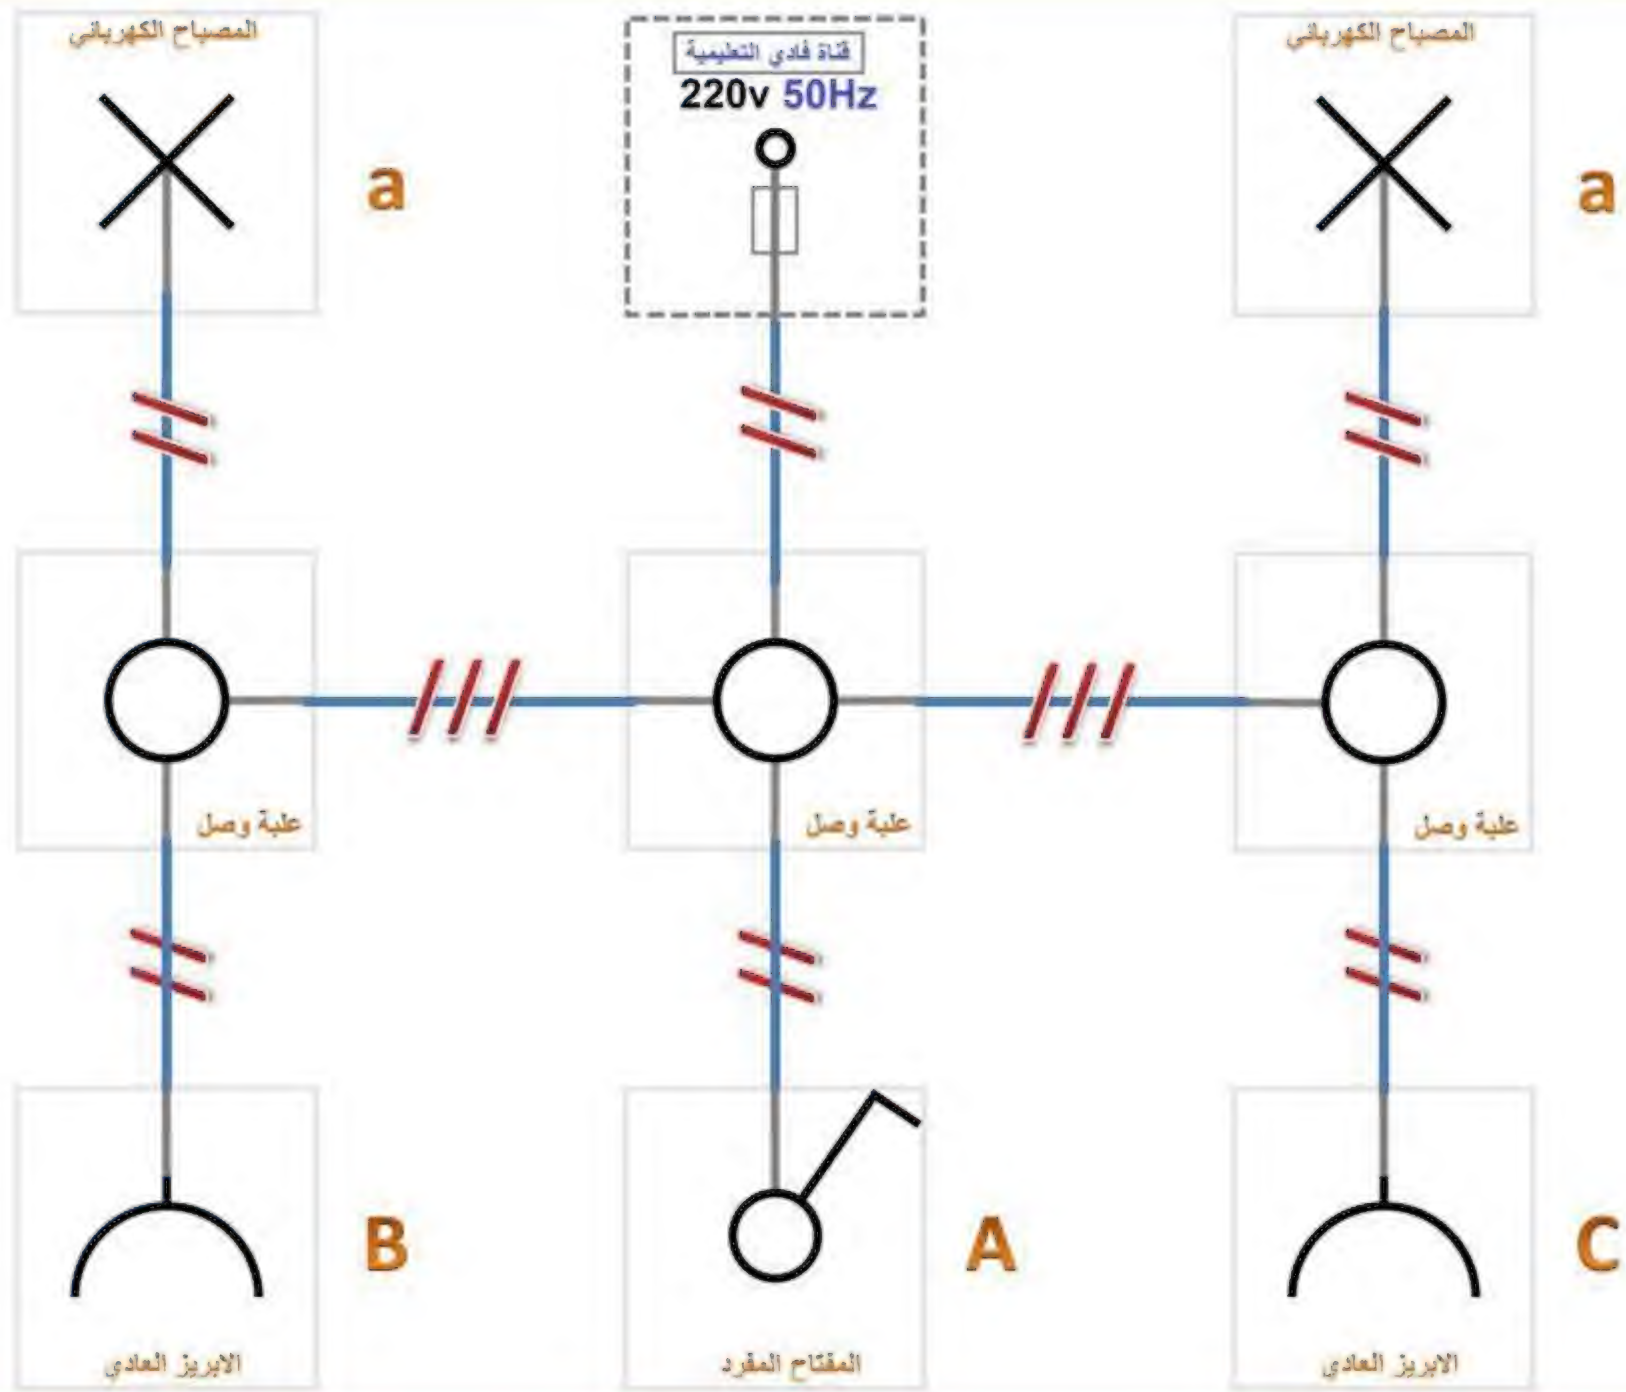 المصباح الكهربائي
قناة فادي التعليمية
220v 50Hz
المصباح الكهربائي
a
a
علبة وصل
علبة وصل
علبة وصل
B
A
C
الابريز العادي
المفتاح المفرد
الابريز العادي